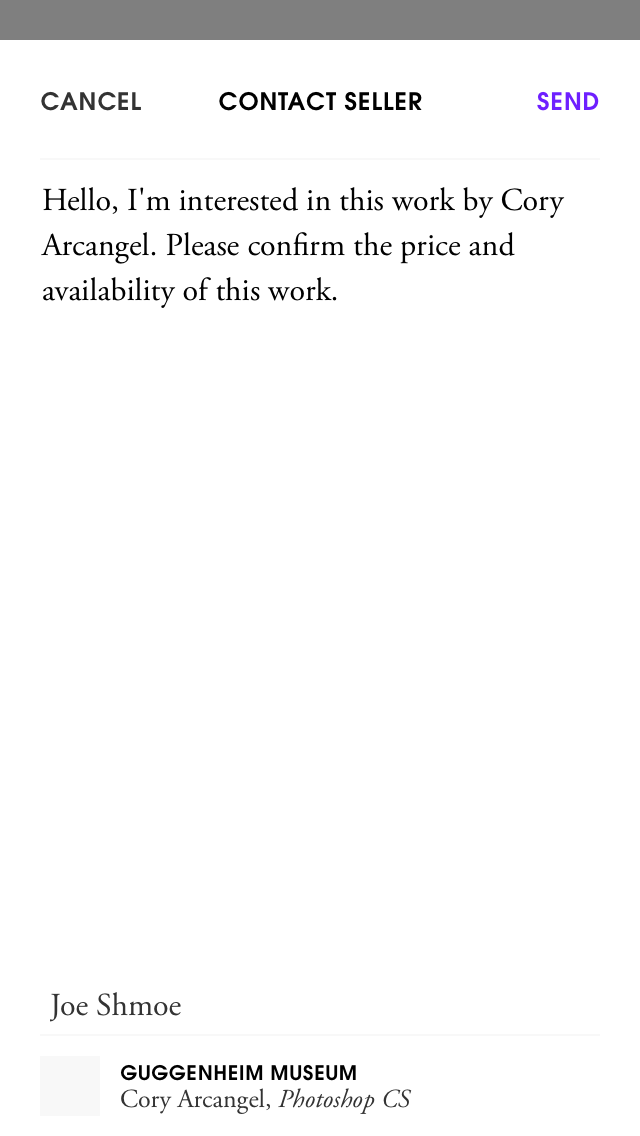 CANCEL CONTACT SELLER SEND
Hello, I'm interested in this work by Cory
Arcangel. Please confirm the price and
availability of this work.
Joe Shmoe
GUGGENHEIM MUSEUM
Cory Arcangel, Photoshop CS